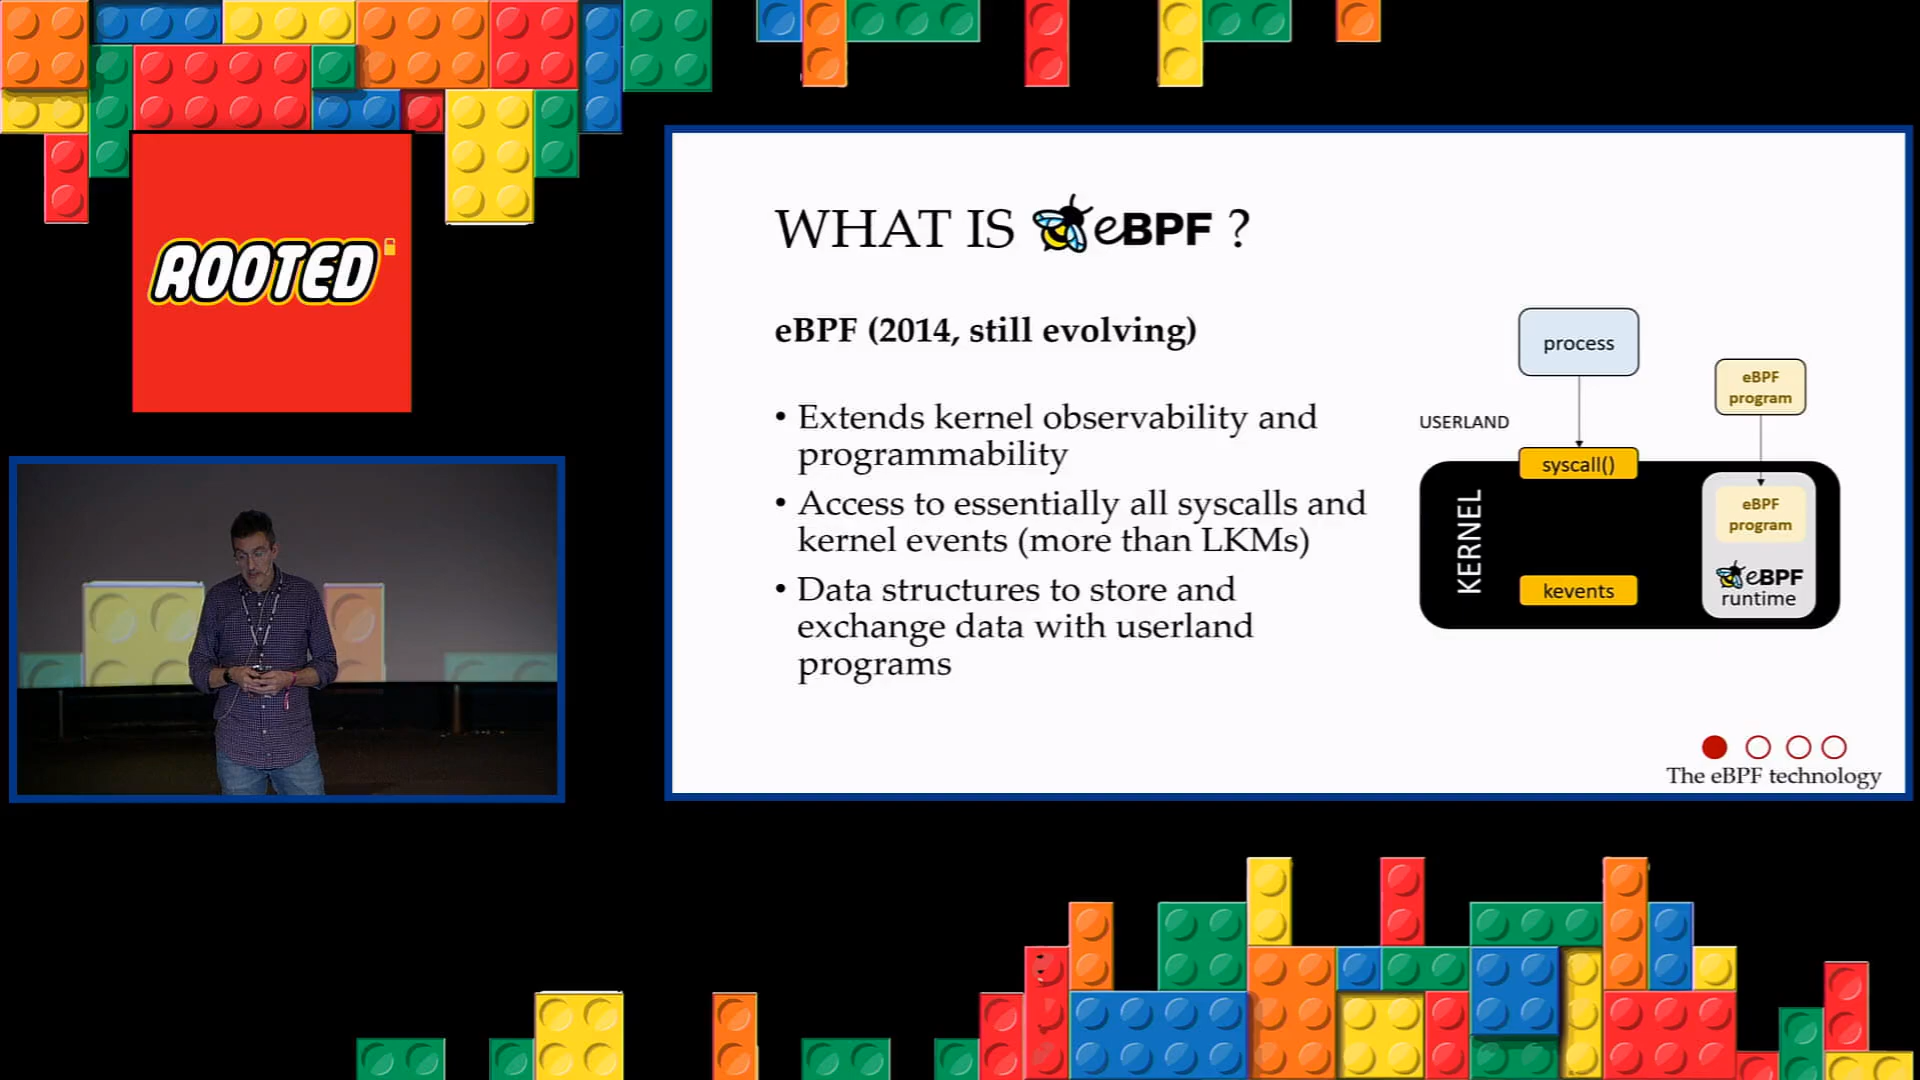 ROOTED
WHAT IS eBPF ?
eBPF (2014, still evolving)
• Extends kernel observability and
programmability
• Access to essentially all syscalls and
kernel events (more than LKMs)
• Data structures to store and
exchange data with userland
programs
process
eBPF
program
USERLAND
syscall()
KERNEL
eBPF
program
kevents
eBPF
runtime
The eBPF technology